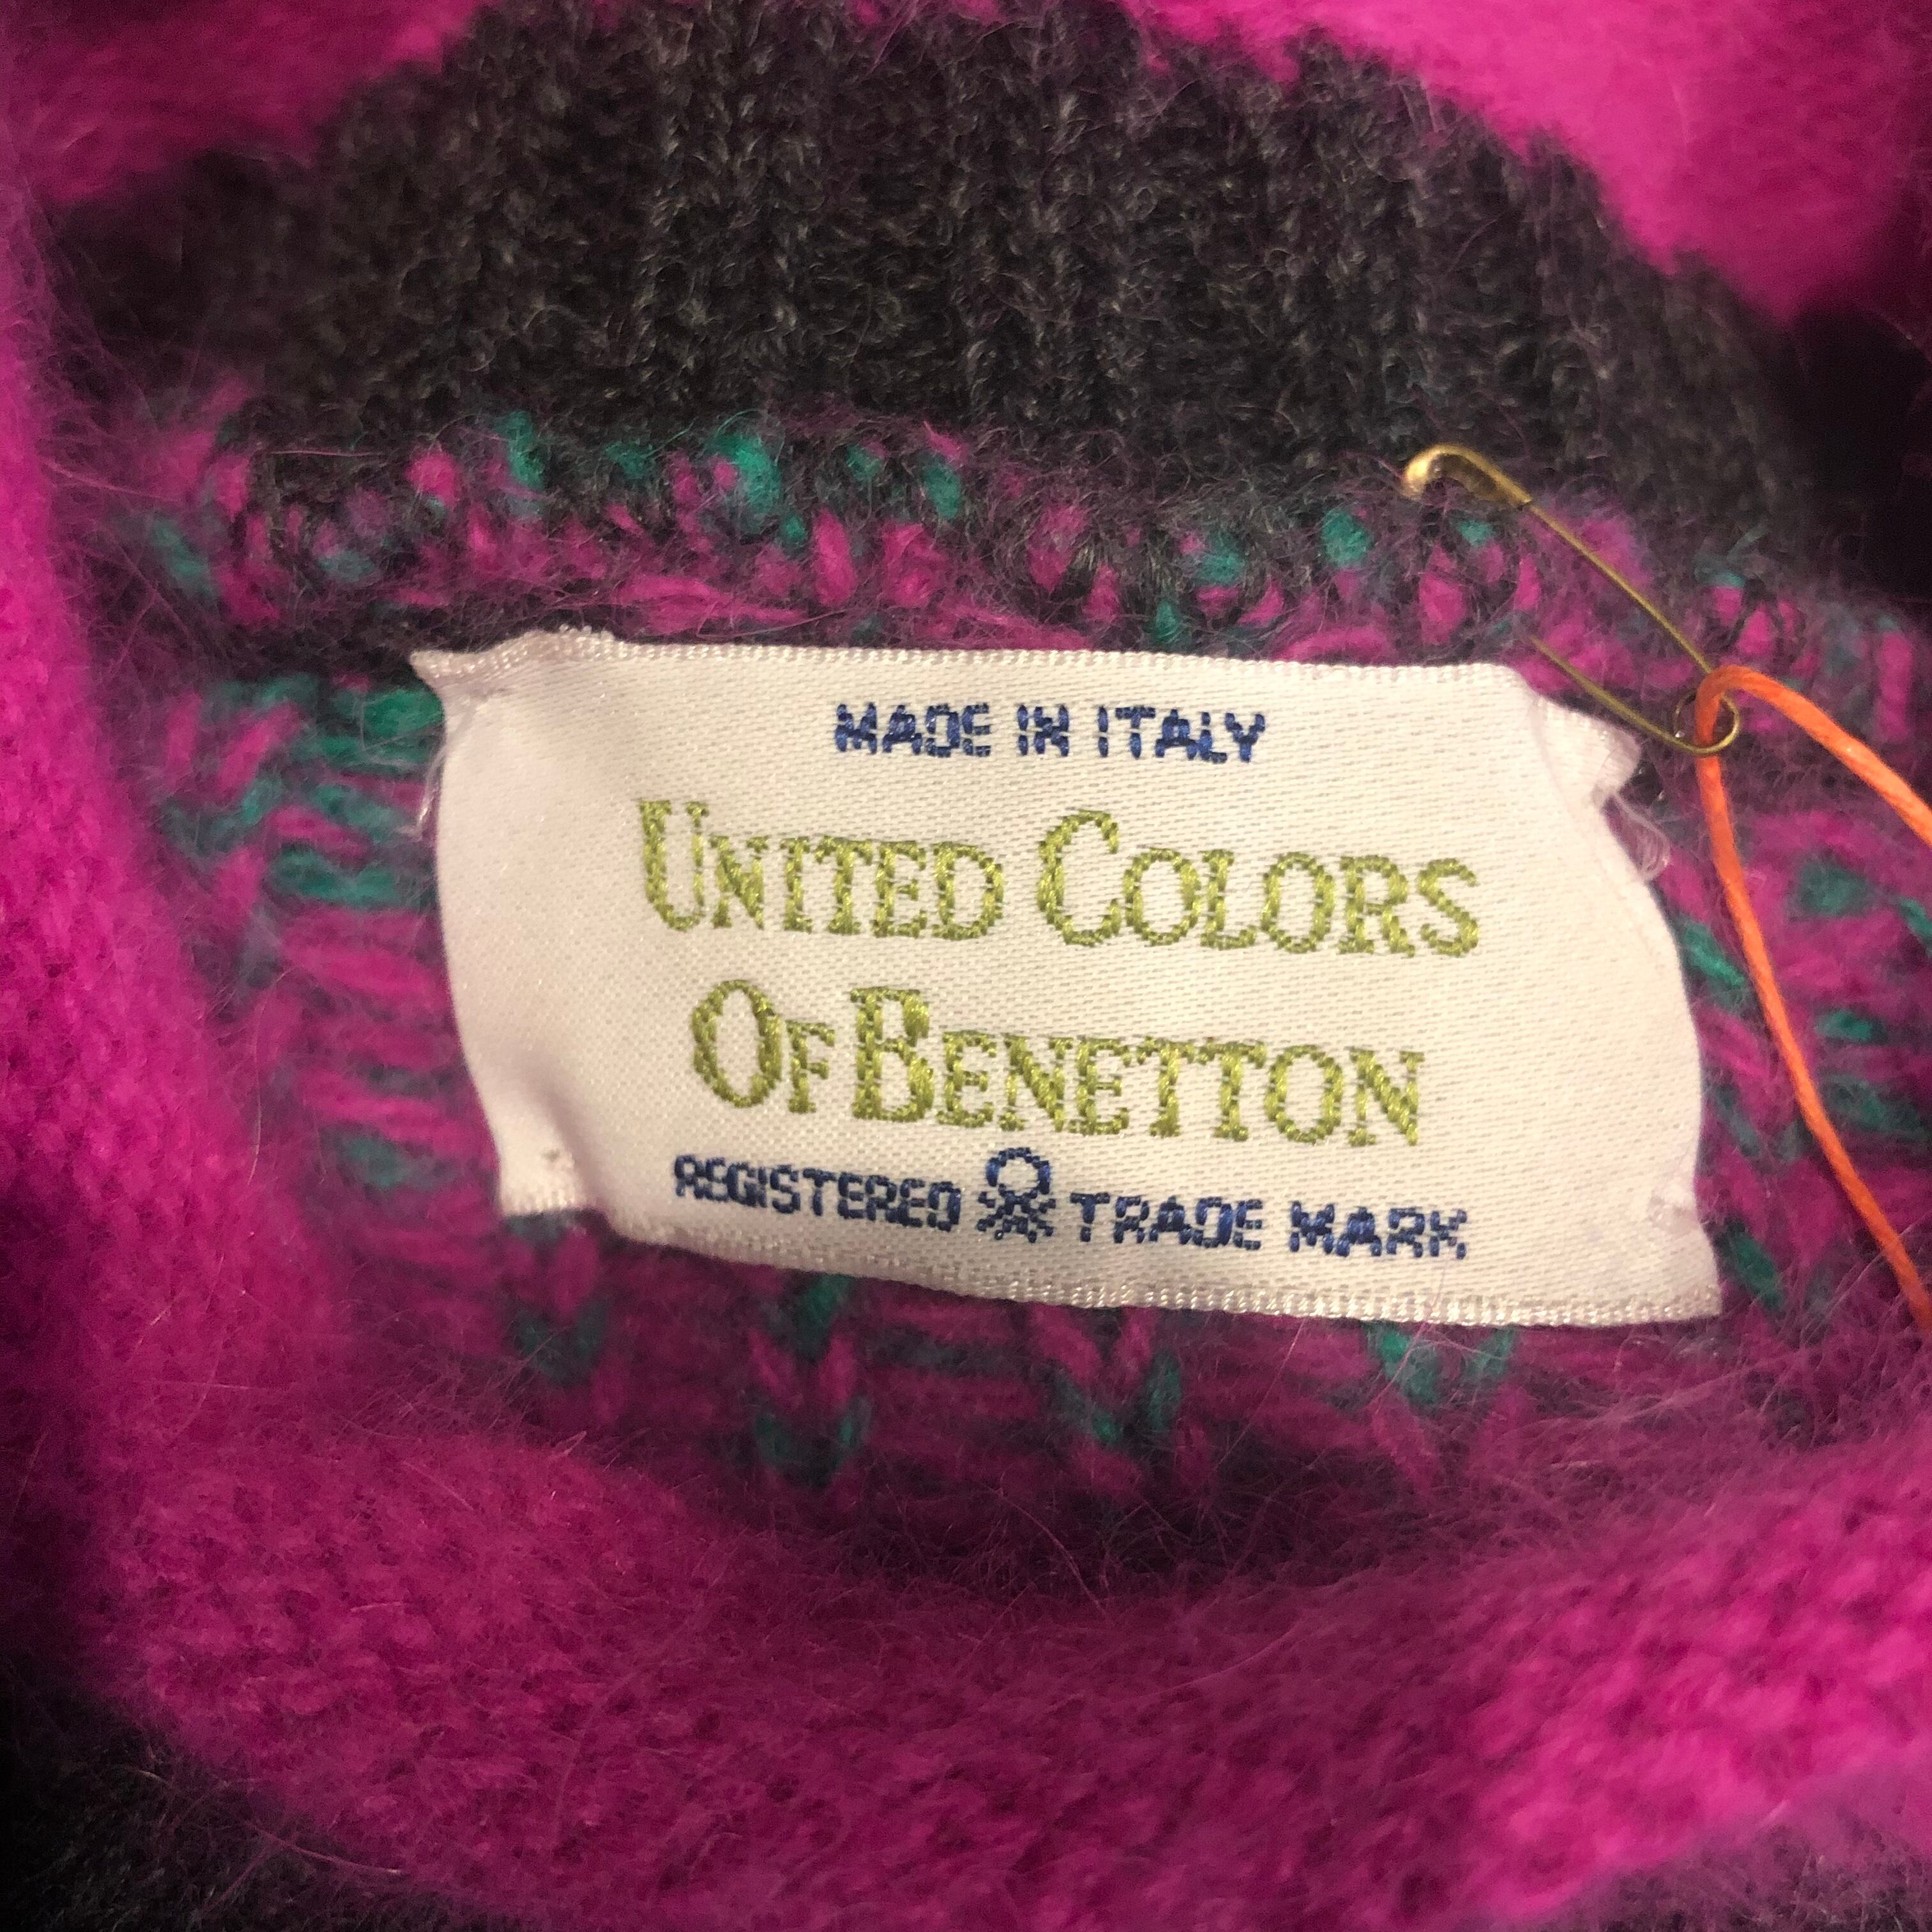 MADE IN ITALY
UNITED COLORS
OF BENETTON
REGISTERED TRADE MARK